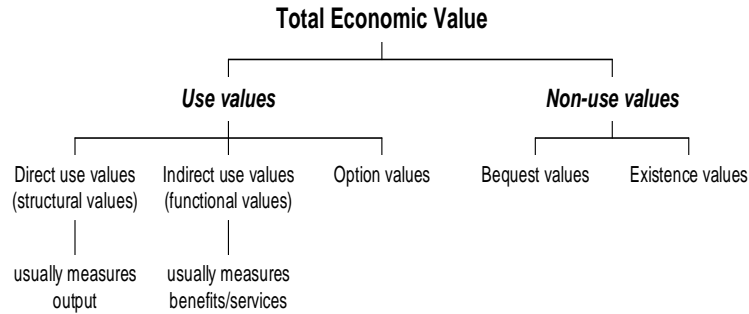 Total Economic Value
Use values
Non-use values
Direct use values
(structural values)
Indirect use values
(functional values)
Option values
Bequest values
Existence values
usually measures
output
usually measures
benefits/services